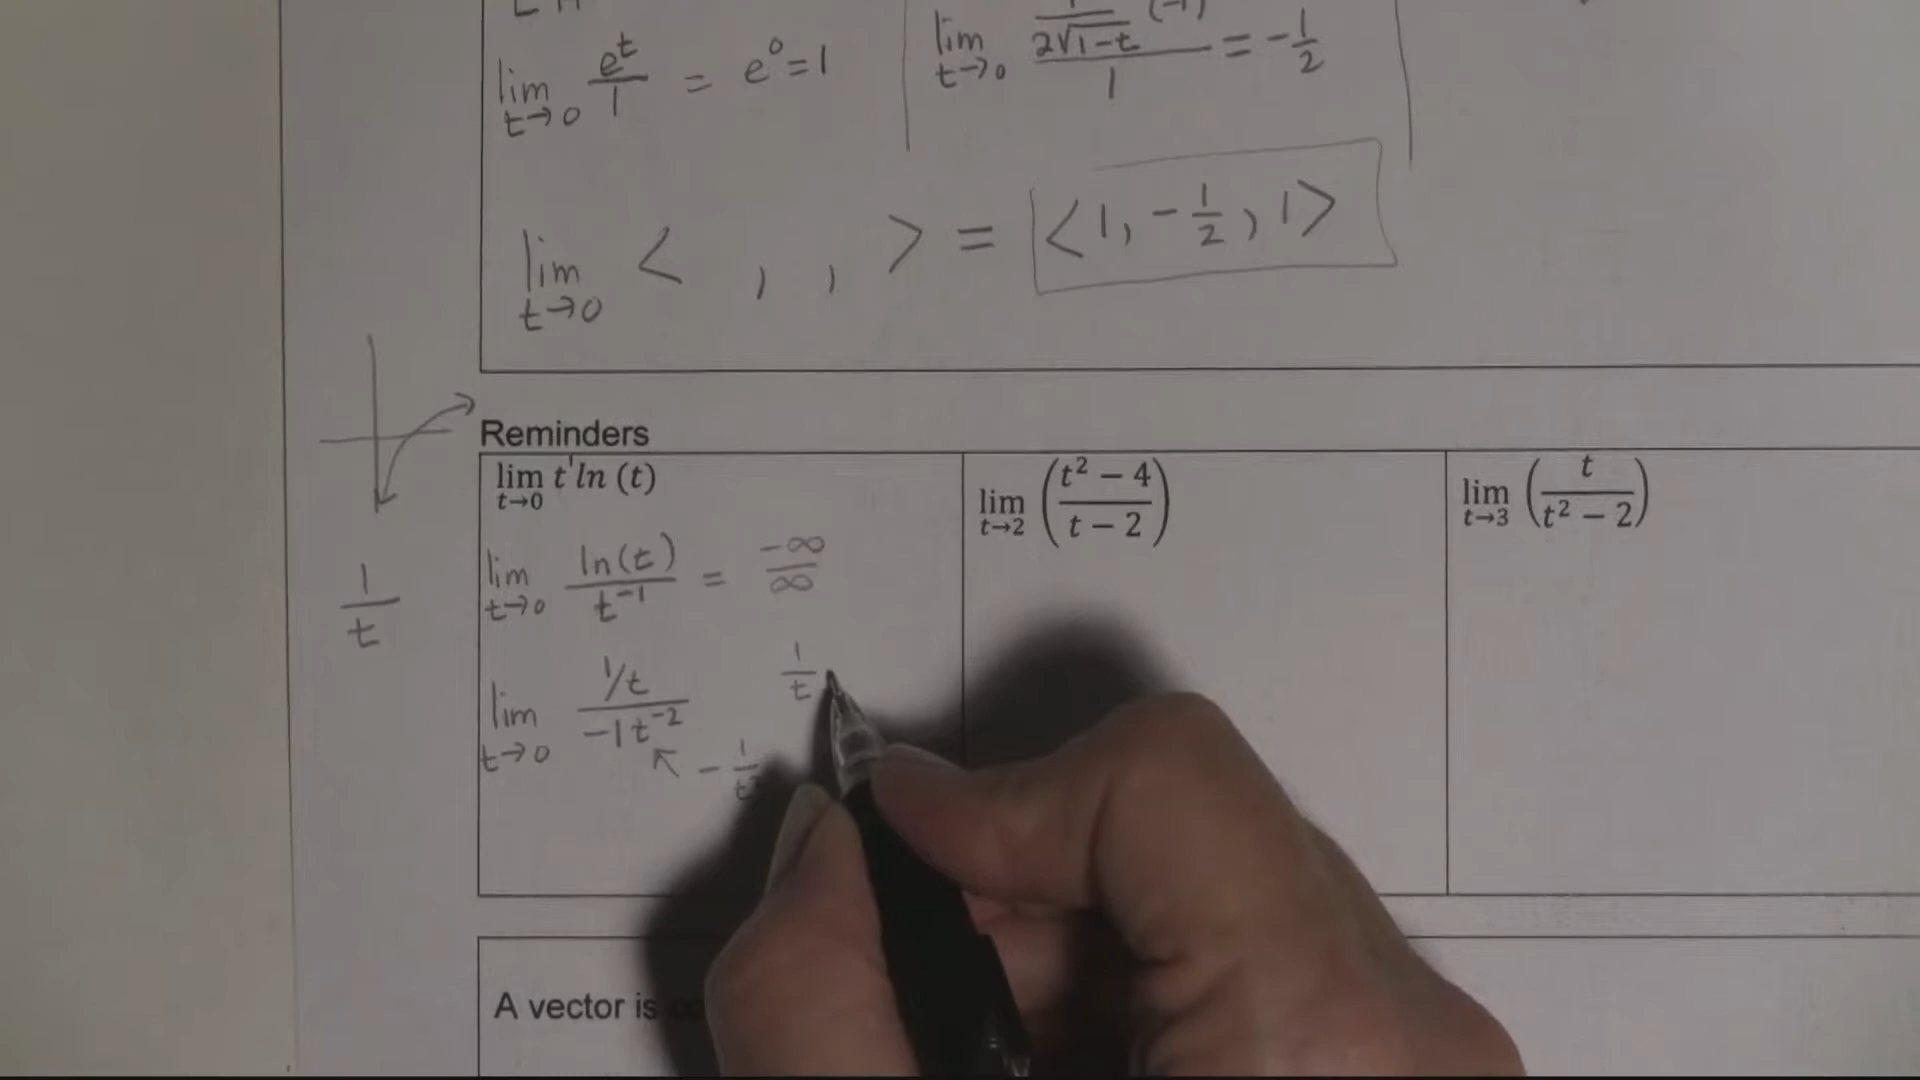 lim t→0 e^t/1 = e^0 = 1
lim t→0 (1/(2√(1-t)) (-1))/1 = -1/2
lim t→0 < , , > = <1, -1/2, 1>
Reminders
lim t→0 t' ln (t)
lim t→0 ln(t)/t^-1 = -∞/∞
lim t→0 (1/t)/(-1t^-2)
1/t
- 1/t
1/t
lim t→2 ((t² − 4)/(t − 2))
lim t→3 (t/(t² − 2))
A vector is